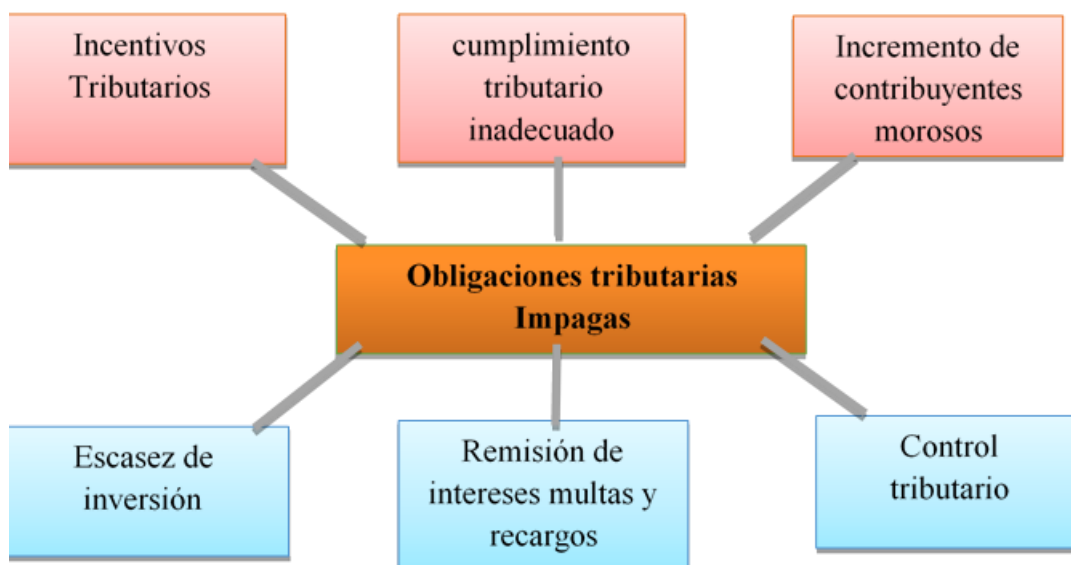 Incentivos
Tributarios
cumplimiento
tributario
inadecuado
Incremento de
contribuyentes
morosos
Obligaciones tributarias
Impagas
Escasez de
inversión
Remisión de
intereses multas y
recargos
Control
tributario